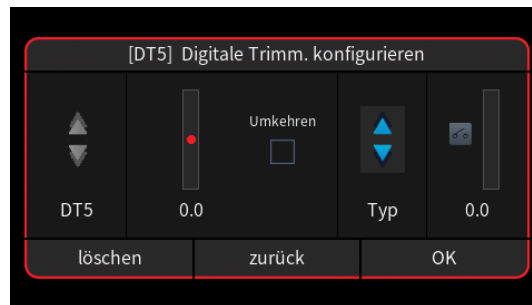 [DT5] Digitale Trimm. konfigurieren
Umkehren
DT5
0.0
Typ
0.0
löschen
zurück
OK